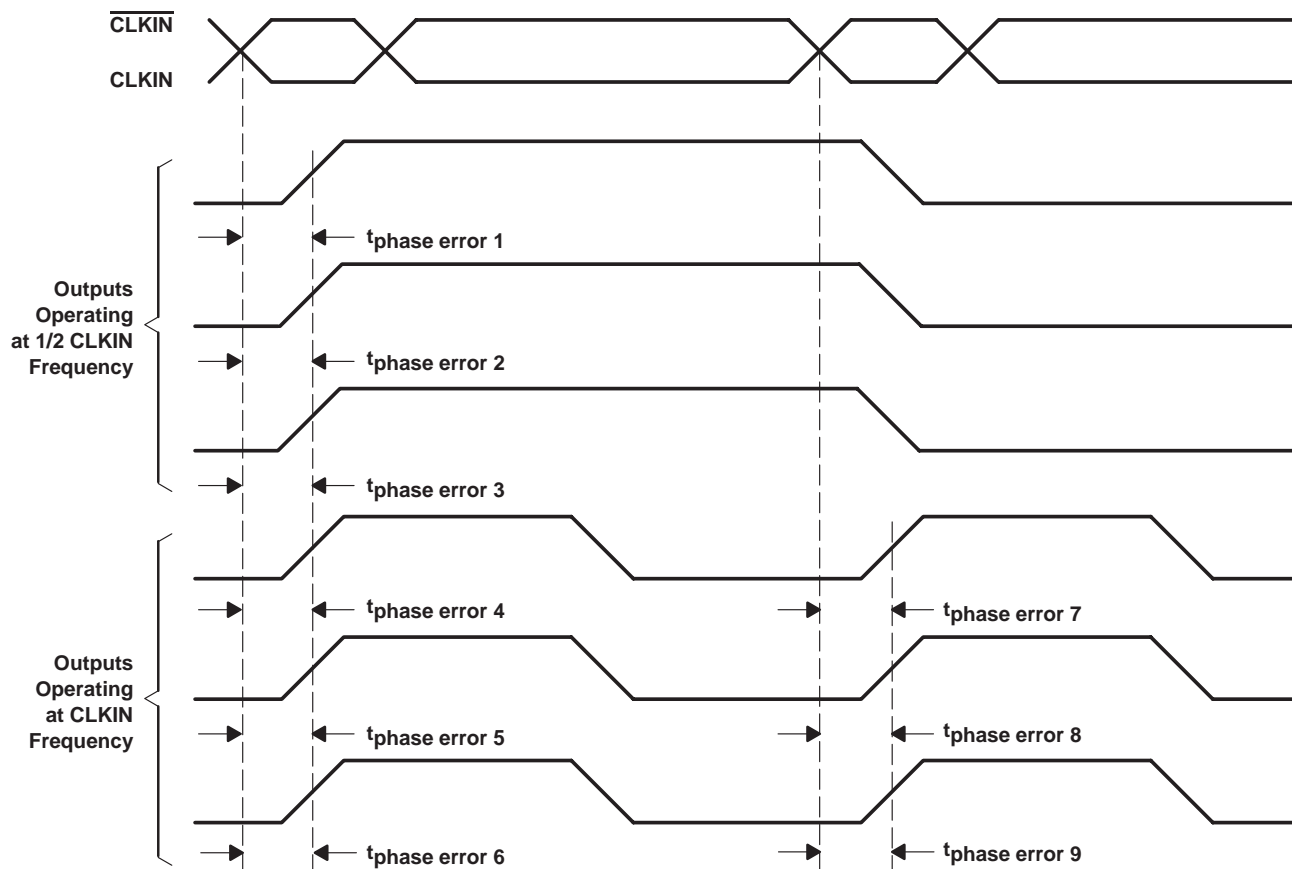 CLKIN
CLKIN
tphase error 1
Outputs
Operating
at 1/2 CLKIN
Frequency
tphase error 2
tphase error 3
tphase error 4
tphase error 7
Outputs
Operating
at CLKIN
Frequency
tphase error 5
tphase error 8
tphase error 6
tphase error 9